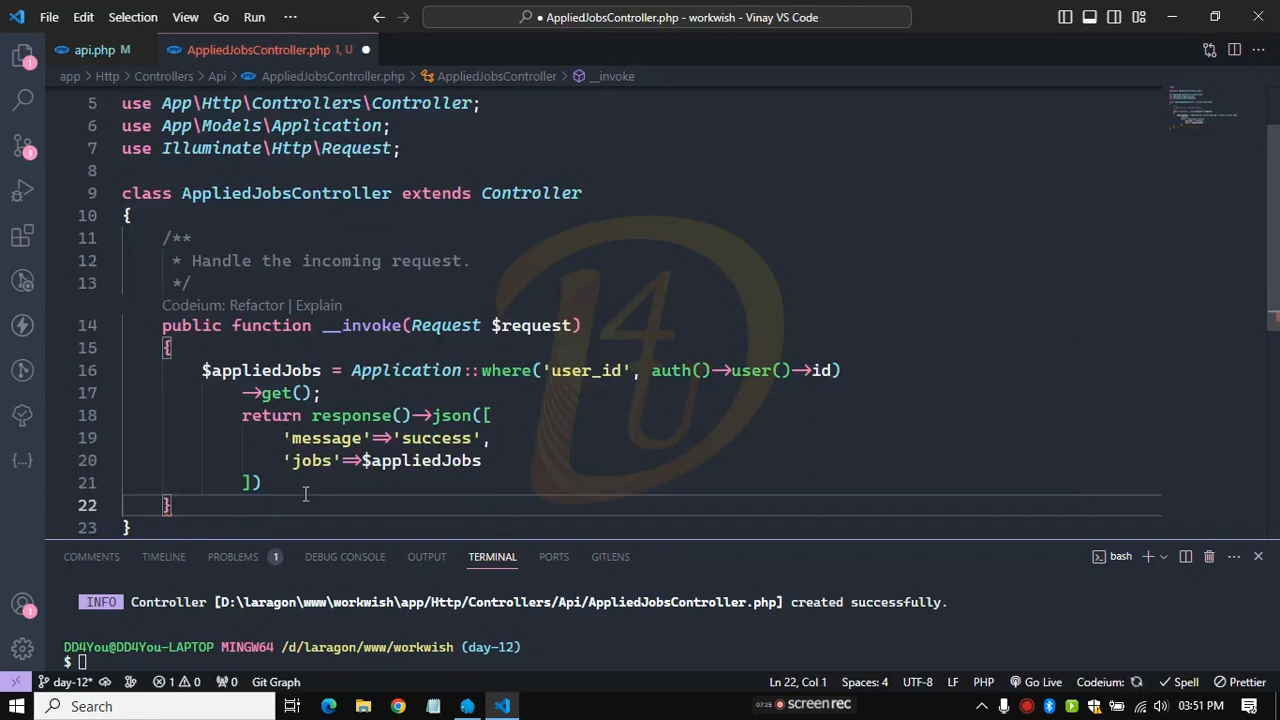 File Edit Selection View Go Run ··· AppliedJobsController.php - workwish - Vinay VS Code
api.php M AppliedJobsController.php 1, U
app > Http > Controllers > Api > AppliedJobsController.php > AppliedJobsController > __invoke
5 use App\Http\Controllers\Controller;
6 use App\Models\Application;
7 use Illuminate\Http\Request;
8
9 class AppliedJobsController extends Controller
10 {
11 /**
12 * Handle the incoming request.
13 */
Codeium: Refactor | Explain
14 public function __invoke(Request $request)
15 {
16 $appliedJobs = Application::where('user_id', auth()->user()->id)
17 ->get();
18 return response()->json([
19 'message'=>'success',
20 'jobs'=>$appliedJobs
21 ])
22 }
23 }
COMMENTS TIMELINE PROBLEMS 1 DEBUG CONSOLE OUTPUT TERMINAL PORTS GITLENS bash
INFO Controller [D:\laragon\www\workwish\app/Http/Controllers/Api/AppliedJobsController.php] created successfully.
DD4You@DD4You-LAPTOP MINGW64 /d/laragon/www/workwish (day-12)
$
day-12* 1 0 0 Git Graph Ln 22, Col 1 Spaces: 4 UTF-8 LF PHP Go Live Codeium: Spell Prettier
Search 07:25 screen rec 03:51 PM